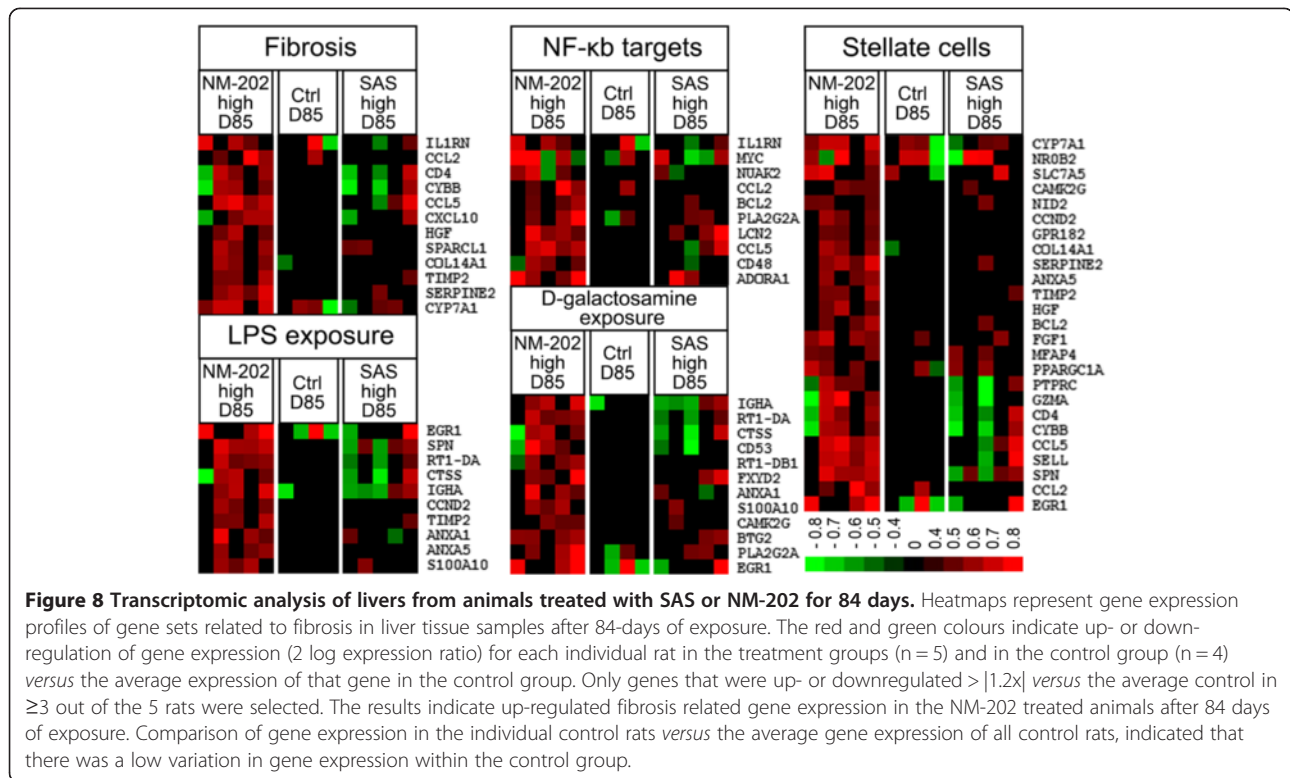 Fibrosis
NM-202 high D85
Ctrl D85
SAS high D85
IL1RN
CCL2
CD4
CYBB
CCL5
CXCL10
HGF
SPARCL1
COL14A1
TIMP2
SERPINE2
CYP7A1
LPS exposure
NM-202 high D85
Ctrl D85
SAS high D85
EGR1
SPN
RT1-DA
CTSS
IGHA
CCND2
TIMP2
ANXA1
ANXA5
S100A10
NF-κb targets
NM-202 high D85
Ctrl D85
SAS high D85
IL1RN
MYC
NUAK2
CCL2
BCL2
PLA2G2A
LCN2
CCL5
CD48
ADORA1
D-galactosamine exposure
NM-202 high D85
Ctrl D85
SAS high D85
IGHA
RT1-DA
CTSS
CD53
RT1-DB1
FXYD2
ANXA1
S100A10
CAMK2G
BTG2
PLA2G2A
EGR1
Stellate cells
NM-202 high D85
Ctrl D85
SAS high D85
CYP7A1
NR0B2
SLC7A5
CAMK2G
NID2
CCND2
GPR182
COL14A1
SERPINE2
ANXA5
TIMP2
HGF
BCL2
FGF1
MFAP4
PPARGC1A
PTPRC
GZMA
CD4
CYBB
CCL5
SELL
SPN
CCL2
EGR1
- 0.8 - 0.7 - 0.6 - 0.5 - 0.4 0 0.4 0.5 0.6 0.7 0.8
Figure 8 Transcriptomic analysis of livers from animals treated with SAS or NM-202 for 84 days. Heatmaps represent gene expression
profiles of gene sets related to fibrosis in liver tissue samples after 84-days of exposure. The red and green colours indicate up- or down-
regulation of gene expression (2 log expression ratio) for each individual rat in the treatment groups (n = 5) and in the control group (n = 4)
versus the average expression of that gene in the control group. Only genes that were up- or downregulated > |1.2x| versus the average control in
≥3 out of the 5 rats were selected. The results indicate up-regulated fibrosis related gene expression in the NM-202 treated animals after 84 days
of exposure. Comparison of gene expression in the individual control rats versus the average gene expression of all control rats, indicated that
there was a low variation in gene expression within the control group.